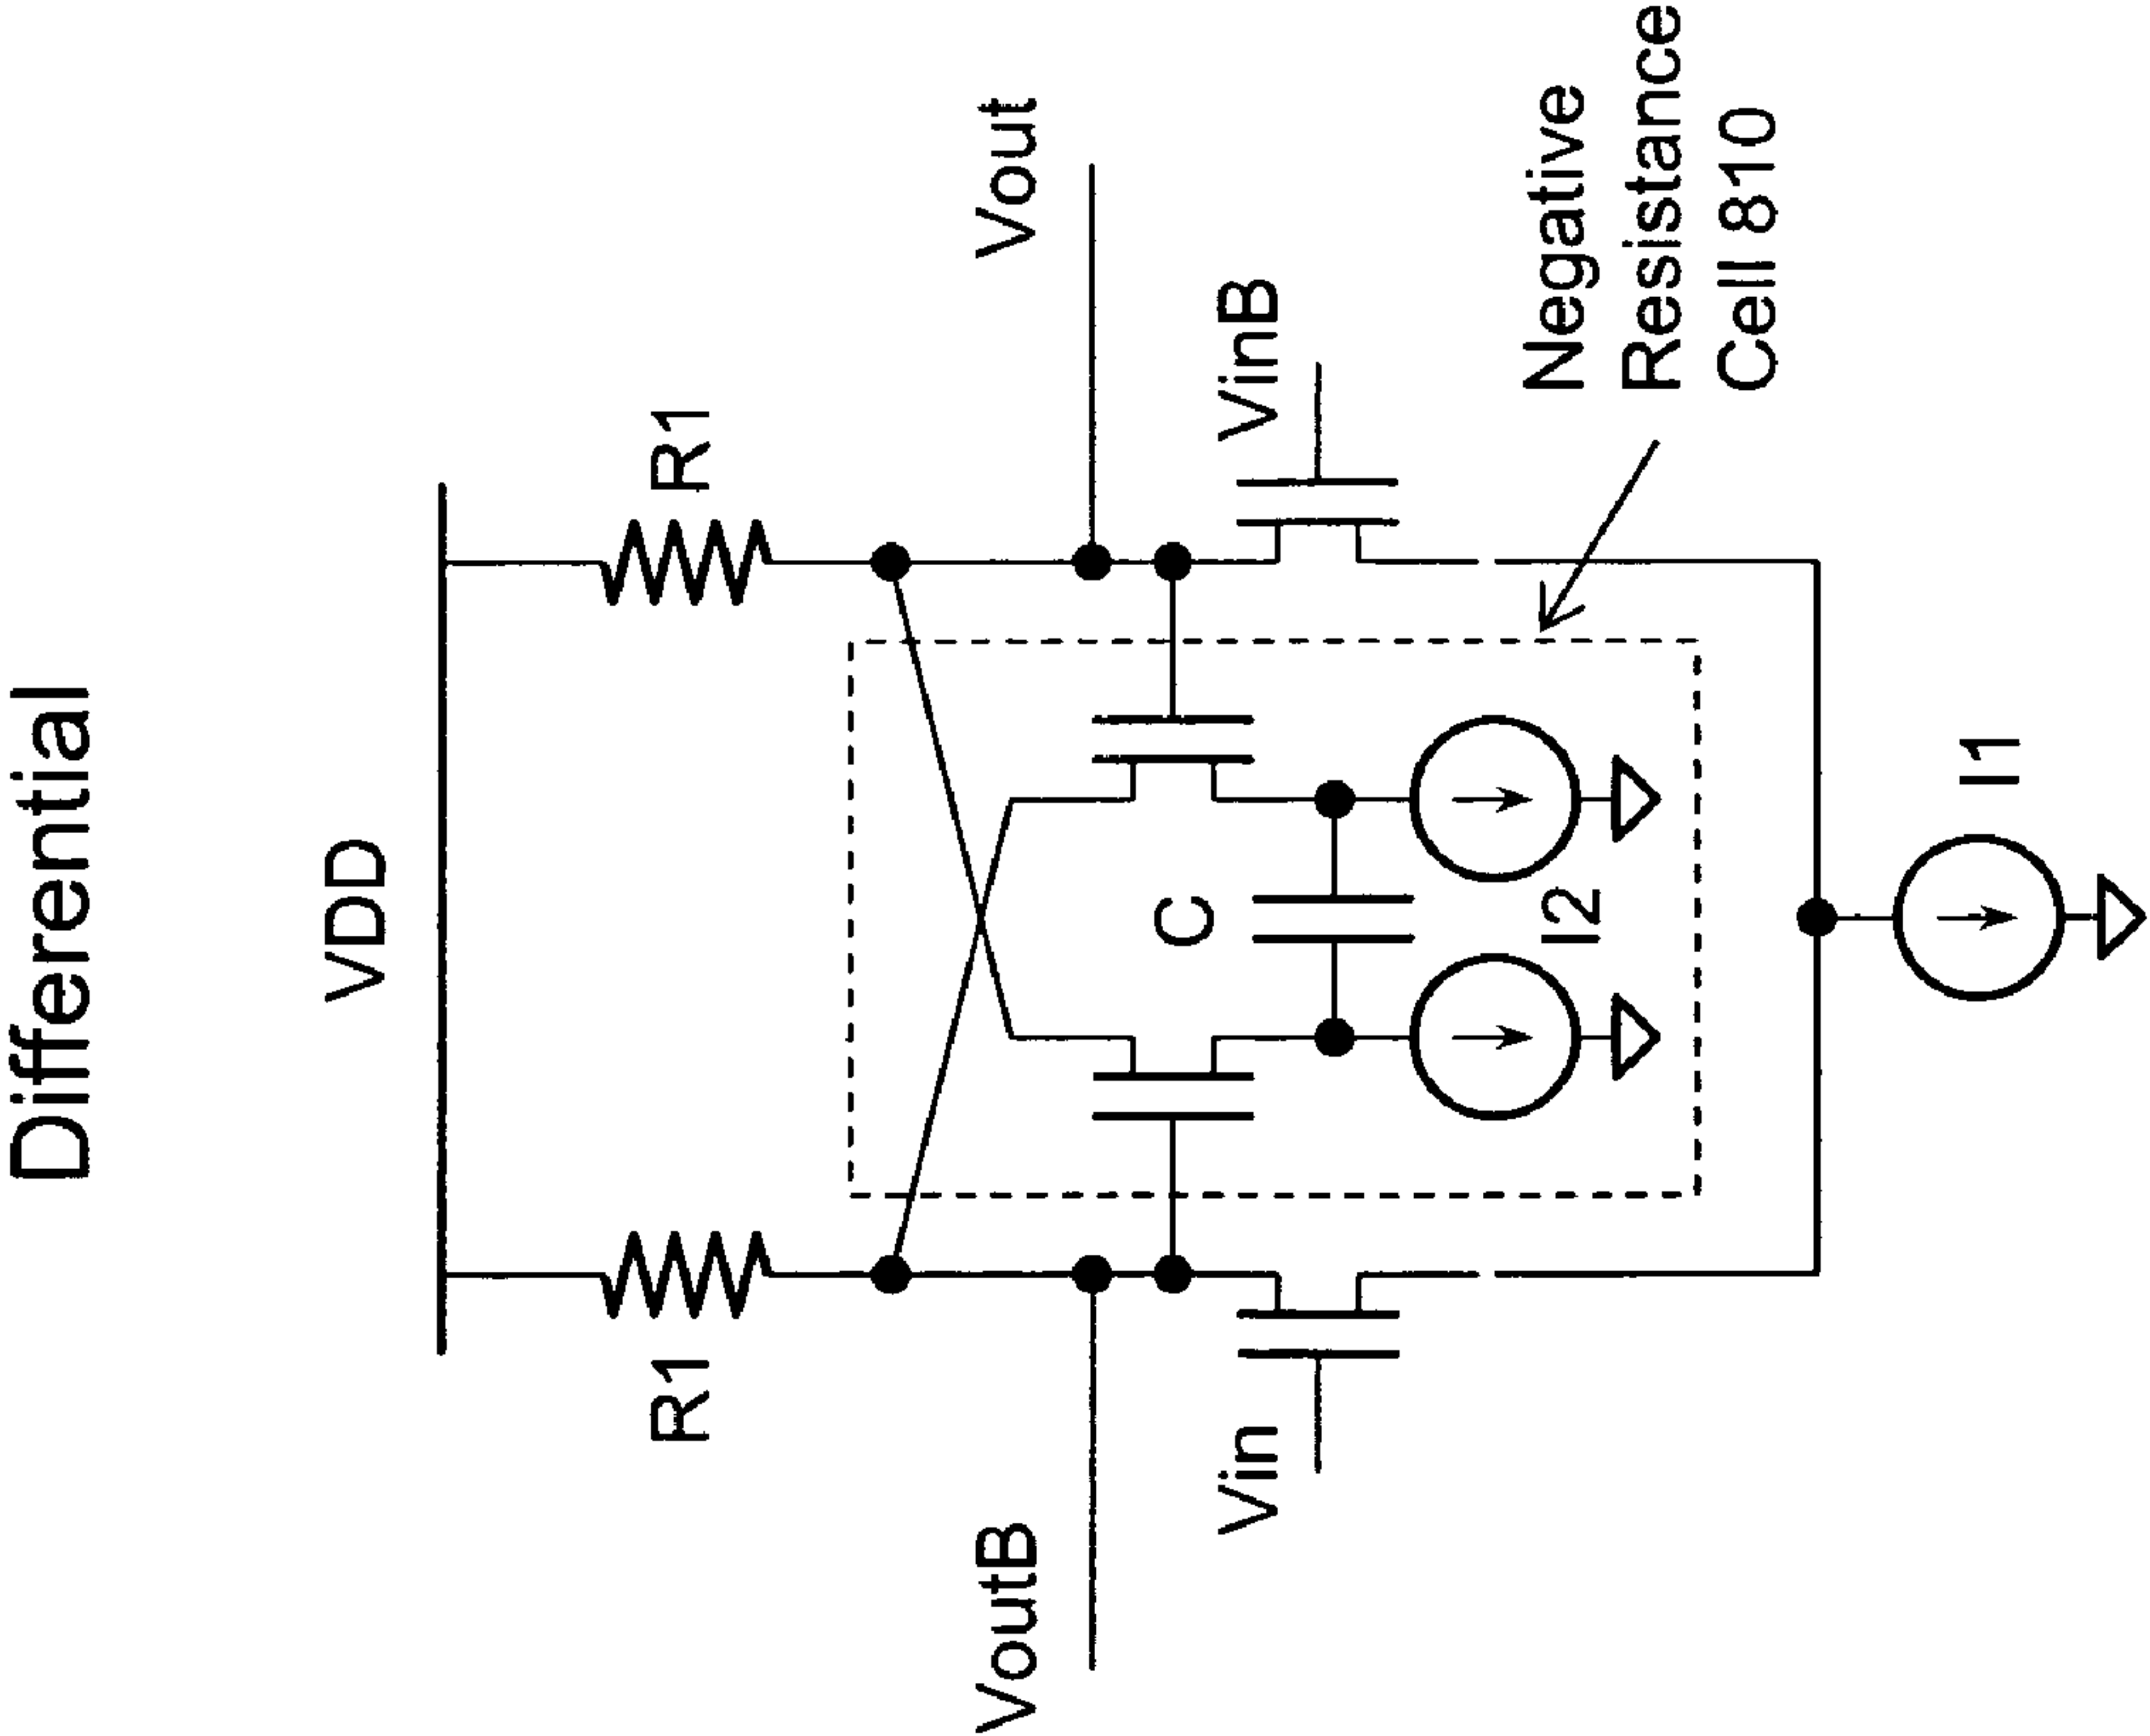 Differential
VDD
R1
R1
VoutB
Vout
Vin
VinB
C
I2
Negative
Resistance
Cell 810
I1